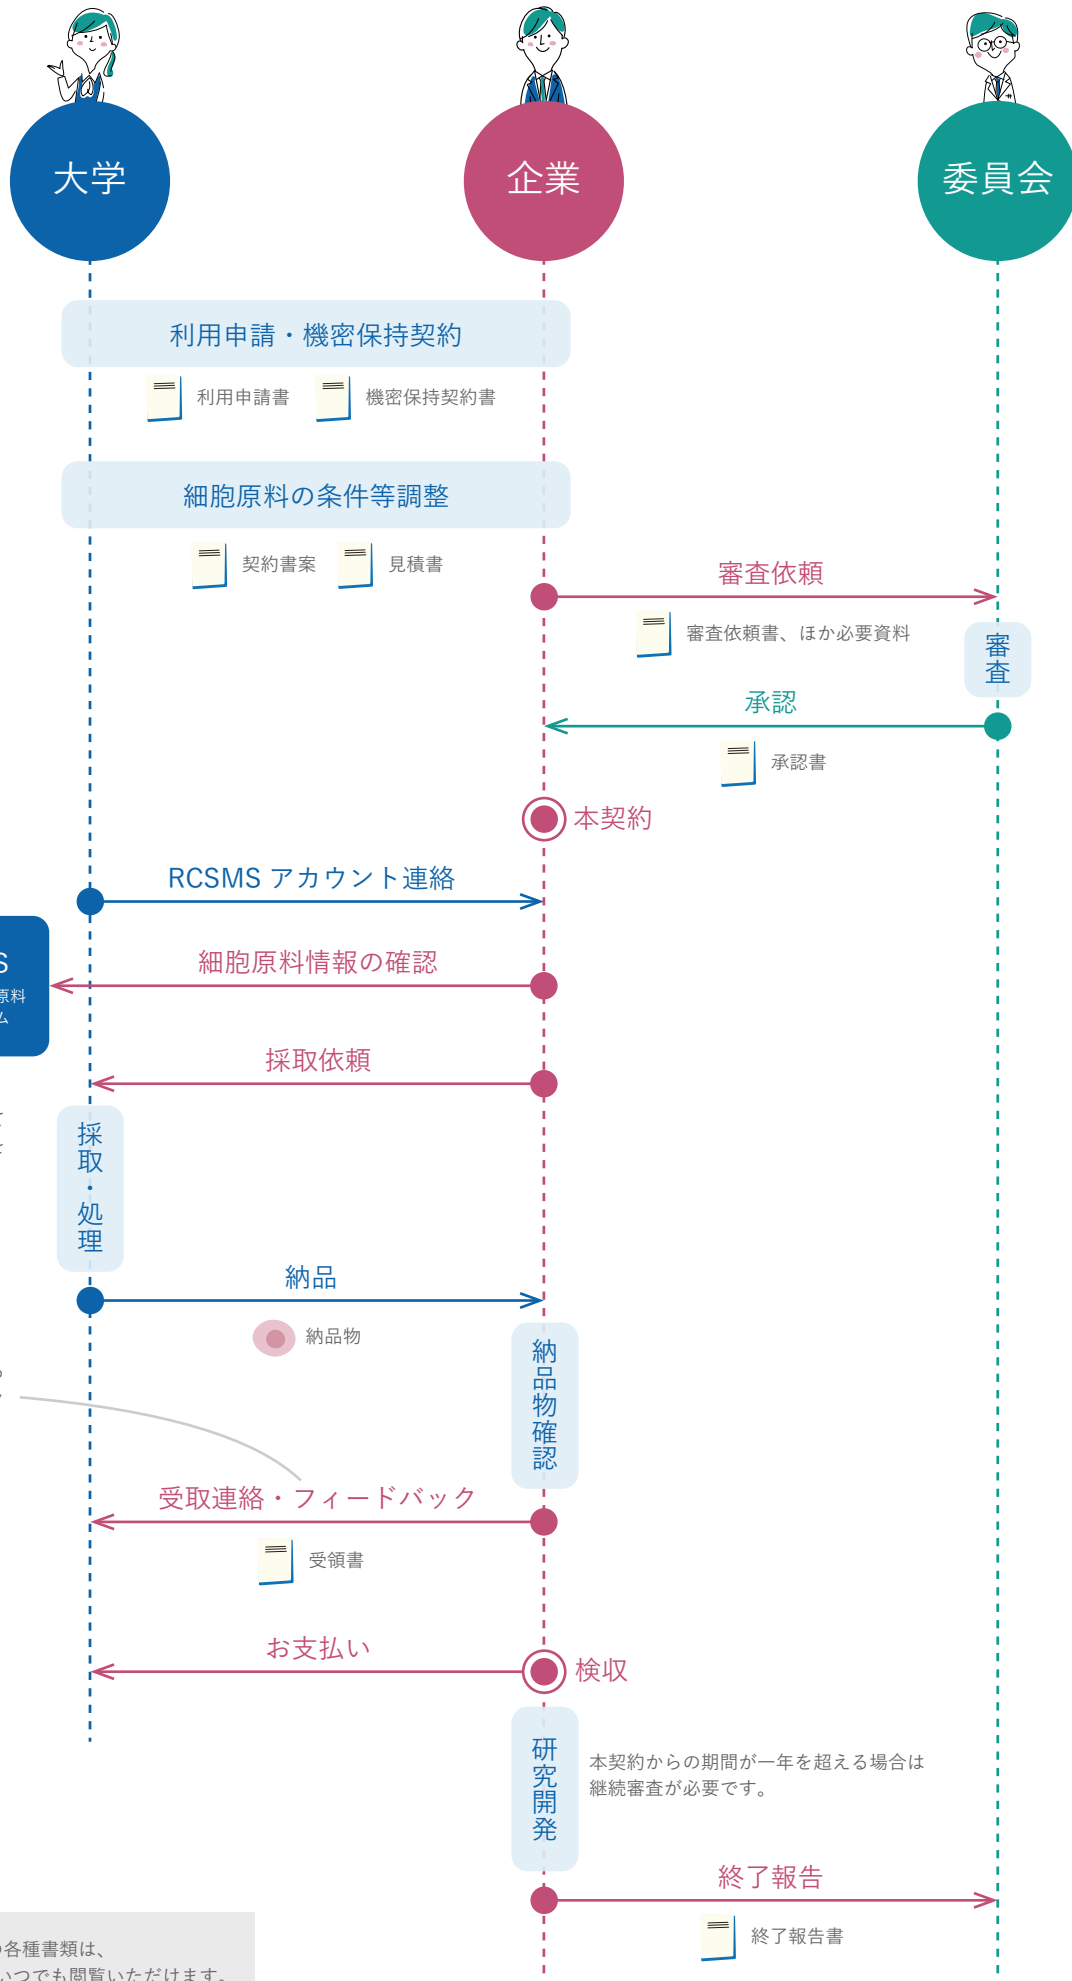 大学
企業
委員会
利用申請・機密保持契約
利用申請書
機密保持契約書
細胞原料の条件等調整
契約書案
見積書
審査依頼
審査依頼書、ほか必要資料
審査
承認
承認書
本契約
RCSMS アカウント連絡
細胞原料情報の確認
S
原料
ム
採取依頼
採取・処理
納品
納品物
納品物確認
受取連絡・フィードバック
受領書
お支払い
検収
研究開発
本契約からの期間が一年を超える場合は
継続審査が必要です。
終了報告
終了報告書
各種書類は、
いつでも閲覧いただけます。